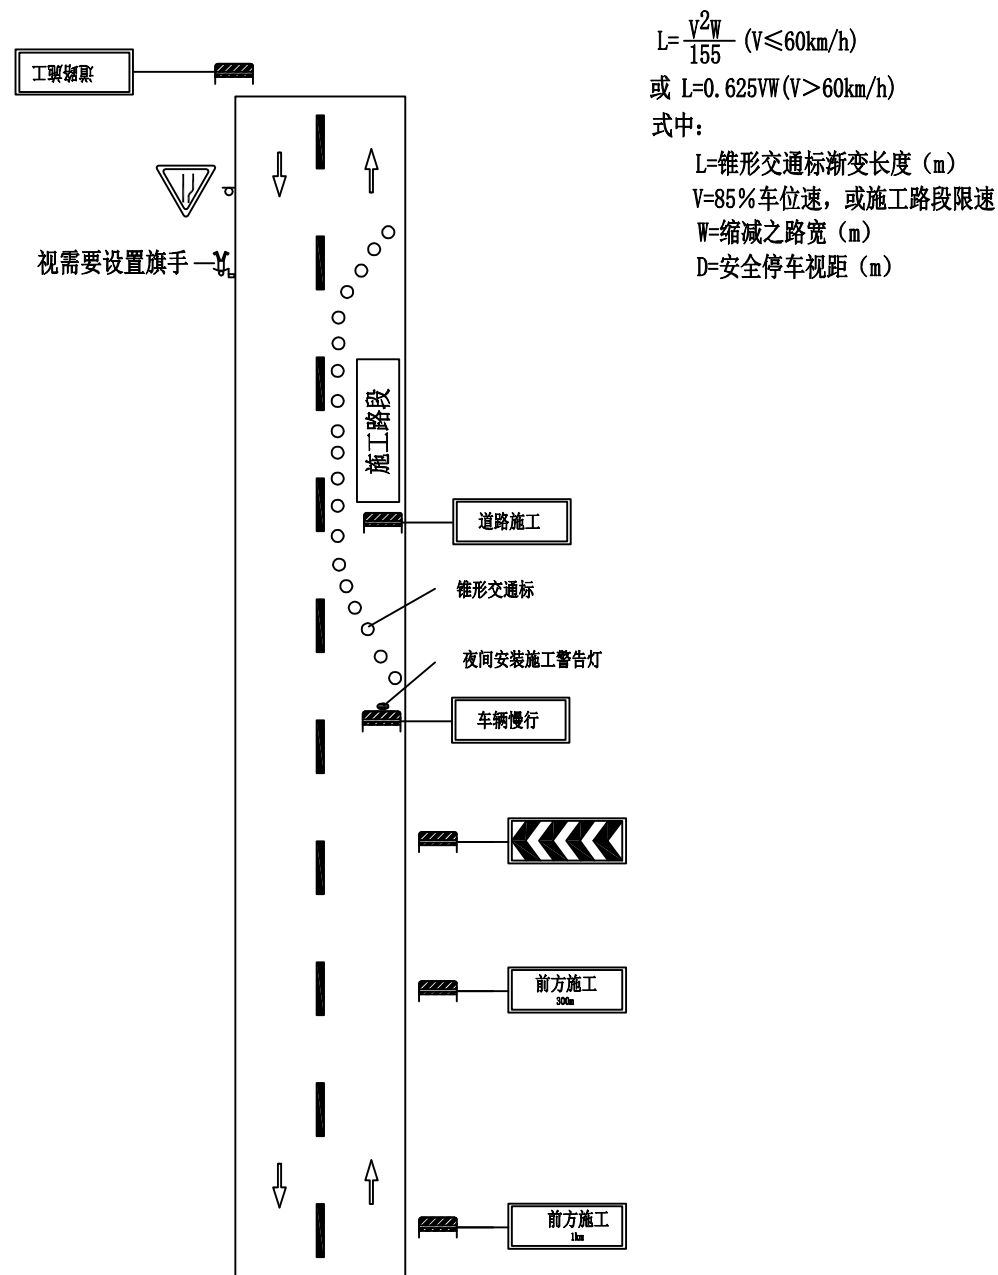 L=V²W/155 (V≤60km/h)
或 L=0.625VW(V>60km/h)
式中：
L=锥形交通标渐变长度（m）
V=85%车位速，或施工路段限速
W=缩减之路宽（m）
D=安全停车视距（m）
道路施工
视需要设置旗手
施工路段
道路施工
锥形交通标
夜间安装施工警告灯
车辆慢行
前方施工
300m
前方施工
1km